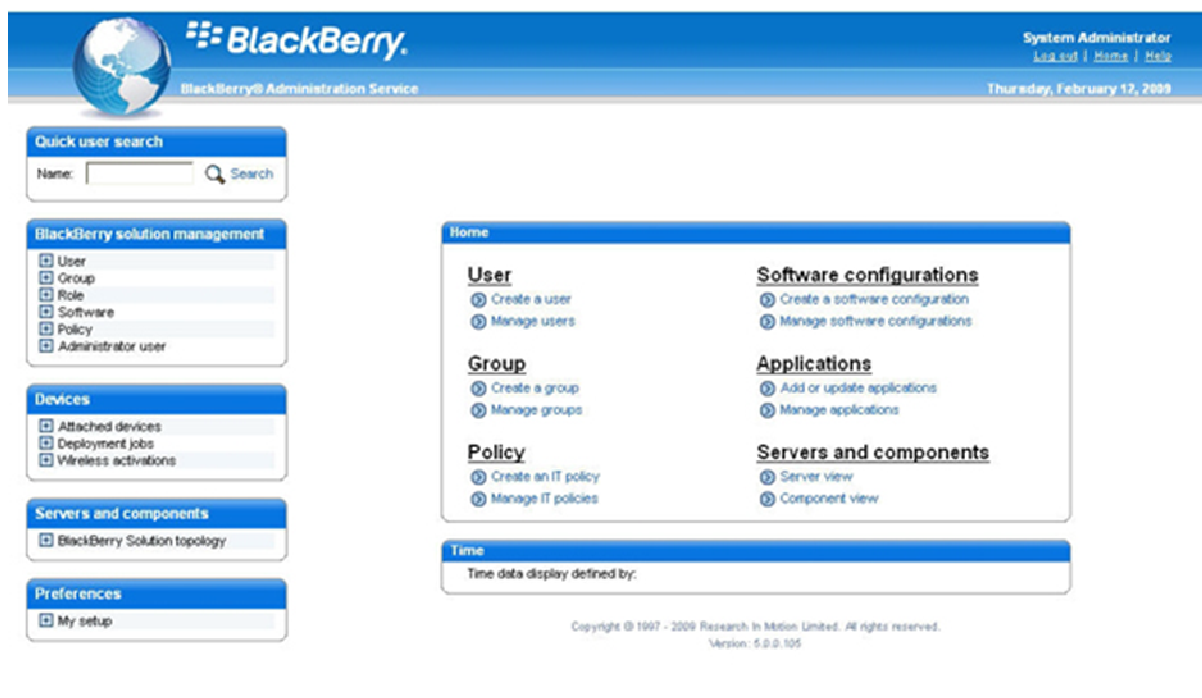 BlackBerry.
System Administrator
Log out | Home | Help
BlackBerry® Administration Service
Thursday, February 12, 2009
Quick user search
Name:
Search
BlackBerry solution management
User
Group
Role
Software
Policy
Administrator user
Devices
Attached devices
Deployment jobs
Wireless activations
Servers and components
BlackBerry Solution topology
Preferences
My setup
Home
User
Create a user
Manage users
Group
Create a group
Manage groups
Policy
Create an IT policy
Manage IT policies
Software configurations
Create a software configuration
Manage software configurations
Applications
Add or update applications
Manage applications
Servers and components
Server view
Component view
Time
Time data display defined by:
Copyright © 1997 - 2009 Research In Motion Limited. All rights reserved.
Version: 5.0.0.105